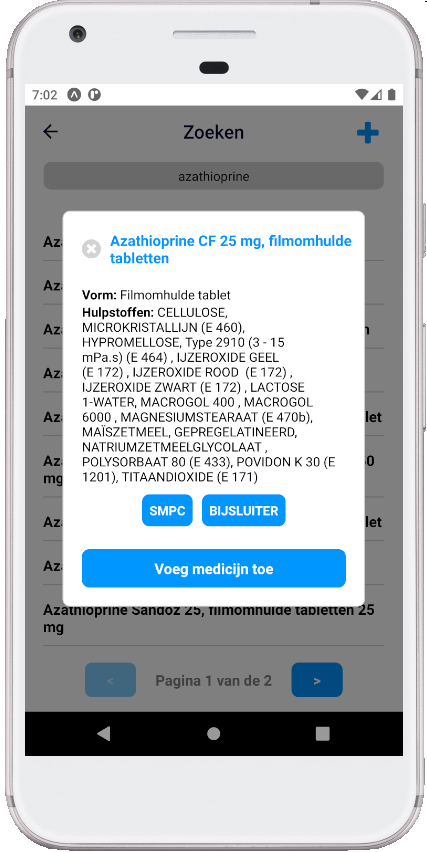 7:02
Zoeken
azathioprine
Aza
Azathioprine CF 25 mg, filmomhulde
tabletten
Aza
Vorm: Filmomhulde tablet
Hulpstoffen: CELLULOSE,
MICROKRISTALLIJN (E 460),
Aza
n
HYPROMELLOSE, Type 2910 (3 - 15
mPa.s) (E 464) , IJZEROXIDE GEEL
(E 172) , IJZEROXIDE ROOD (E 172) ,
Aza
IJZEROXIDE ZWART (E 172) , LACTOSE
1-WATER, MACROGOL 400 , MACROGOL
6000 , MAGNESIUMSTEARAAT (E 470b),
Aza
let
MAÏSZETMEEL, GEPREGELATINEERD,
NATRIUMZETMEELGLYCOLAAT ,
POLYSORBAAT 80 (E 433), POVIDON K 30 (E
Aza
50
1201), TITAANDIOXIDE (E 171)
mg
SMPC
BIJSLUITER
Aza
let
Aza
Voeg medicijn toe
Azathioprine Sandoz 25, filmomhulde tabletten 25
mg
<
Pagina 1 van de 2
>